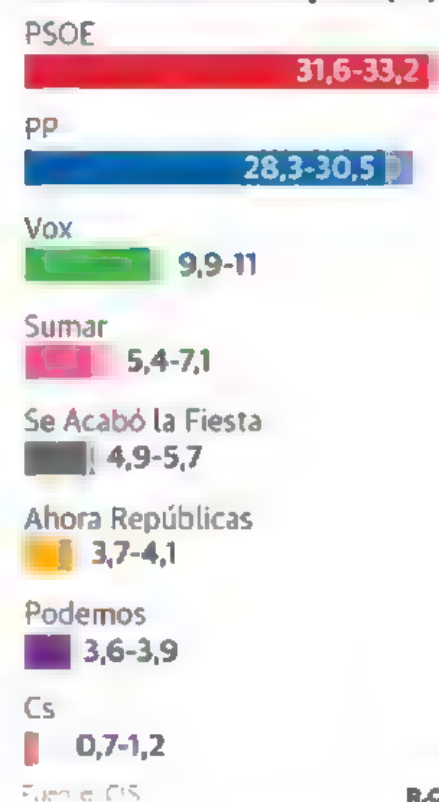 PSOE
31,6-33,2
PP
28,3-30,5
Vox
9,9-11
Sumar
5,4-7,1
Se Acabó la Fiesta
4,9-5,7
Ahora Repúblicas
3,7-4,1
Podemos
3,6-3,9
Cs
0,7-1,2
Fuente: CIS